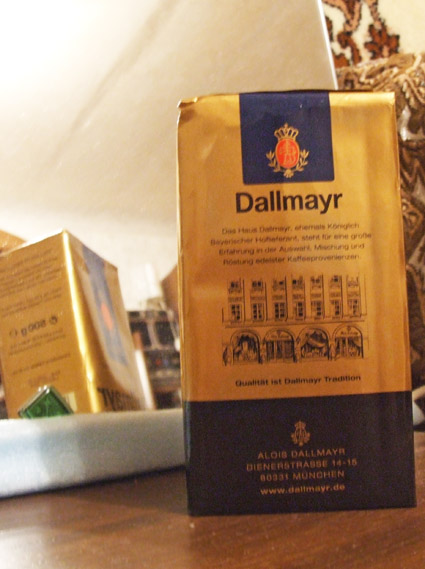 Dallmayr
Das Haus Dallmayr, ehemals Königlich
Bayerischer Hoflieferant, steht für eine große
Erfahrung in der Auswahl, Mischung und
Röstung edelster Kaffeeprovenienzen.
Qualität ist Dallmayr Tradition
ALOIS DALLMAYR
DIENERSTRASSE 14-15
80331 MÜNCHEN
www.dallmayr.de
500 g